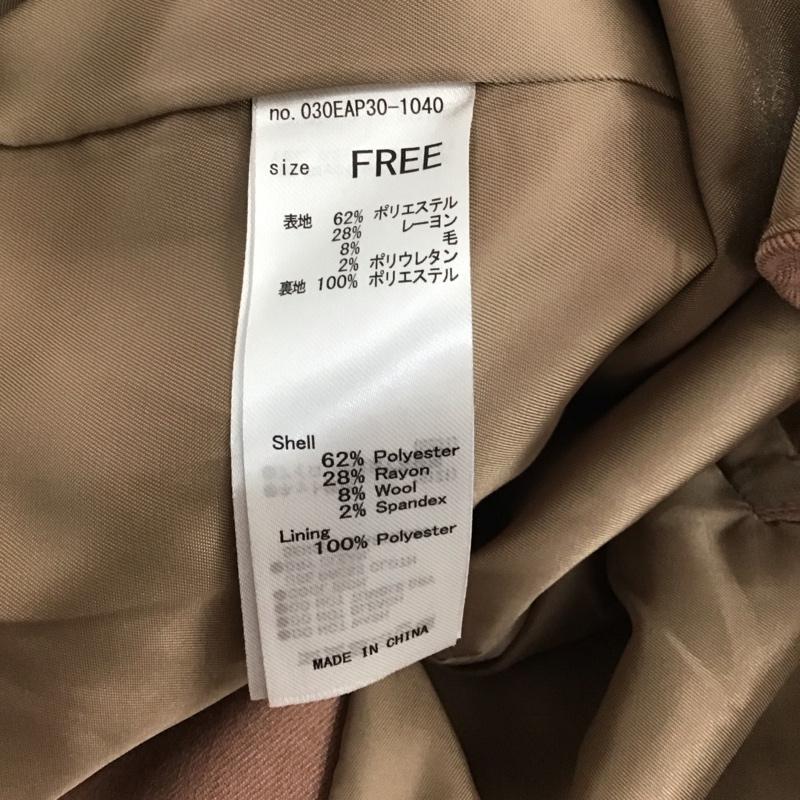 no. 030EAP30-1040
size FREE
表地 62% ポリエステル
28% レーヨン
8% 毛
2% ポリウレタン
裏地 100% ポリエステル
Shell
62% Polyester
28% Rayon
8% Wool
2% Spandex
Lining
100% Polyester
MADE IN CHINA